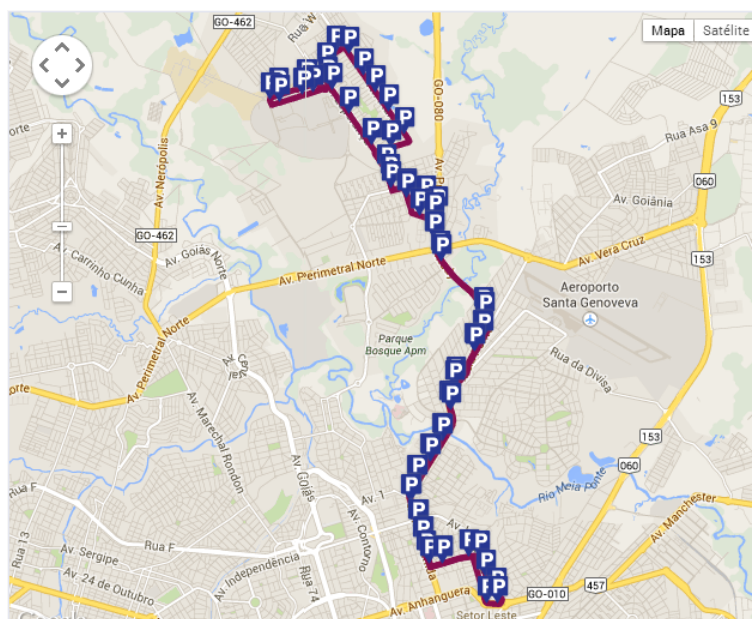 GO-462
Rua W
Mapa
Satélite
GO-080
153
Rua Asa 9
060
Av. Goiânia
Av. Nerópolis
GO-462
Av. Goiás
Norte
Av. Carrinho Cunha
Av. Perimetral Norte
Av. Vera Cruz
153
Aeroporto
Santa Genoveva
Av. Perimetral Norte
Parque
Bosque Apm
Rua da Divisa
Av. Marechal Rondon
Av. Goiás
153
060
Rio Meia Ponte
Av. Manchester
Rua F
Av. 1
Av. Contorno
Rua 13
Av. Sergipe
Rua F
Av. Independência
Rua 74
Av. 24 de Outubro
Av. Anhanguera
GO-010
457
Setor Leste
P